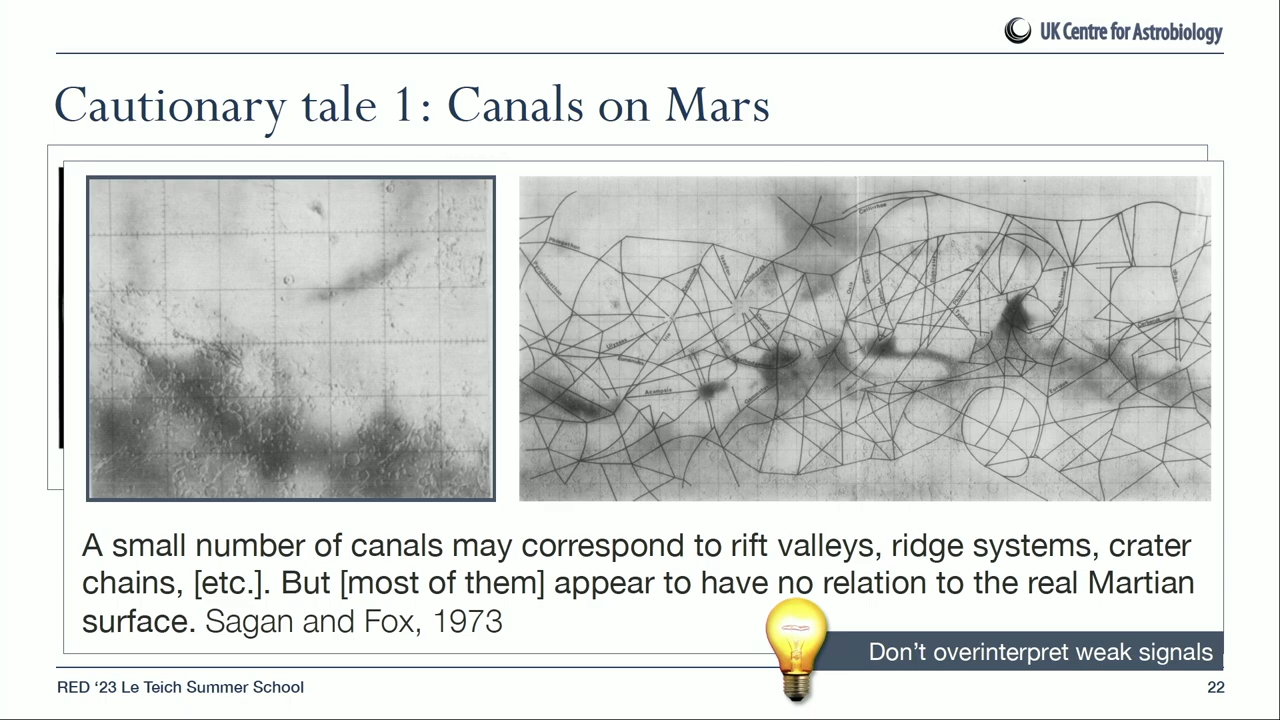 UK Centre for Astrobiology
Cautionary tale 1: Canals on Mars
A small number of canals may correspond to rift valleys, ridge systems, crater
chains, [etc.]. But [most of them] appear to have no relation to the real Martian
surface. Sagan and Fox, 1973
Don't overinterpret weak signals
RED'23 Le Teich Summer School
22